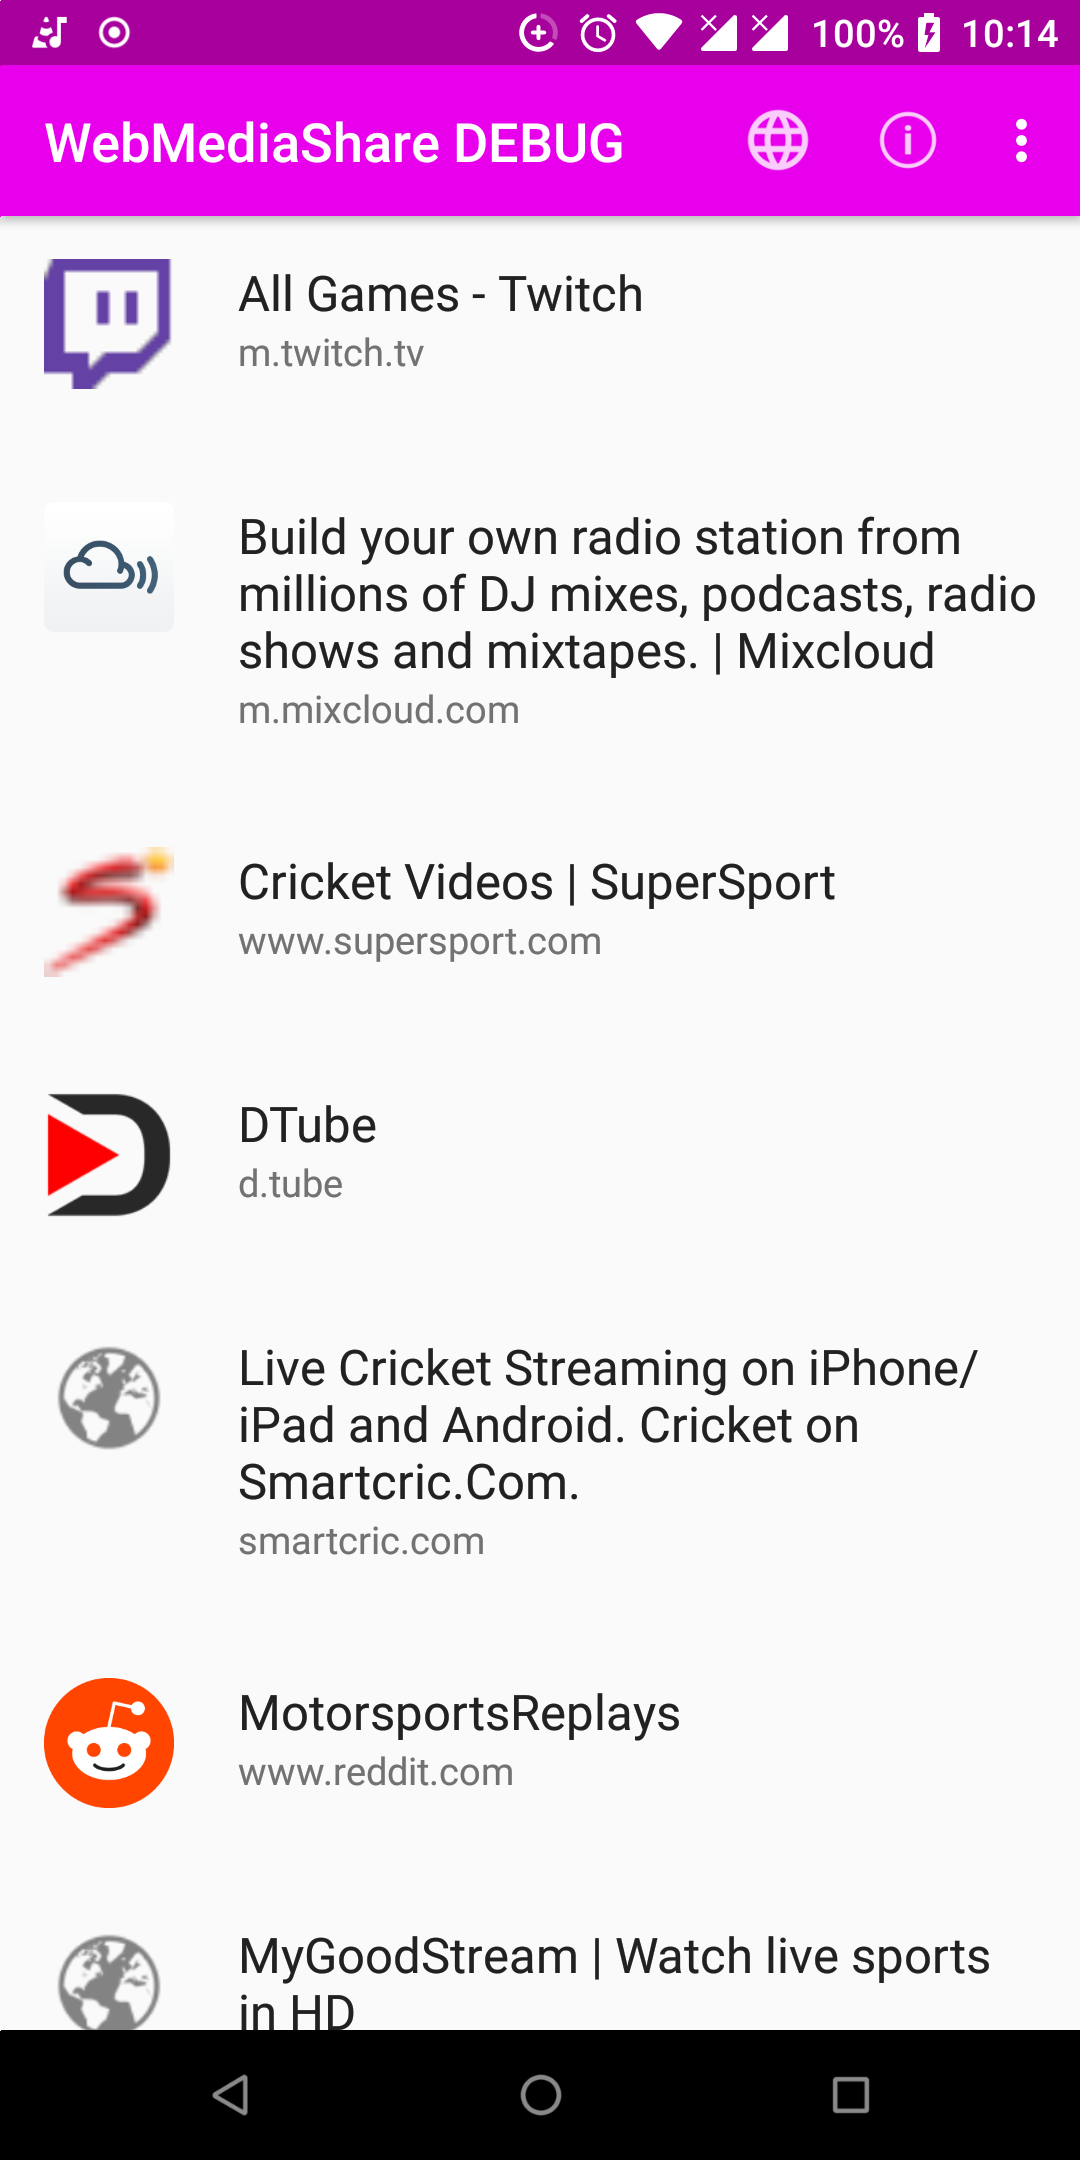 100% 10:14
WebMediaShare DEBUG
All Games - Twitch
m.twitch.tv
Build your own radio station from
millions of DJ mixes, podcasts, radio
shows and mixtapes. | Mixcloud
m.mixcloud.com
Cricket Videos | SuperSport
www.supersport.com
DTube
d.tube
Live Cricket Streaming on iPhone/
iPad and Android. Cricket on
Smartcric.Com.
smartcric.com
MotorsportsReplays
www.reddit.com
MyGoodStream | Watch live sports
in HD